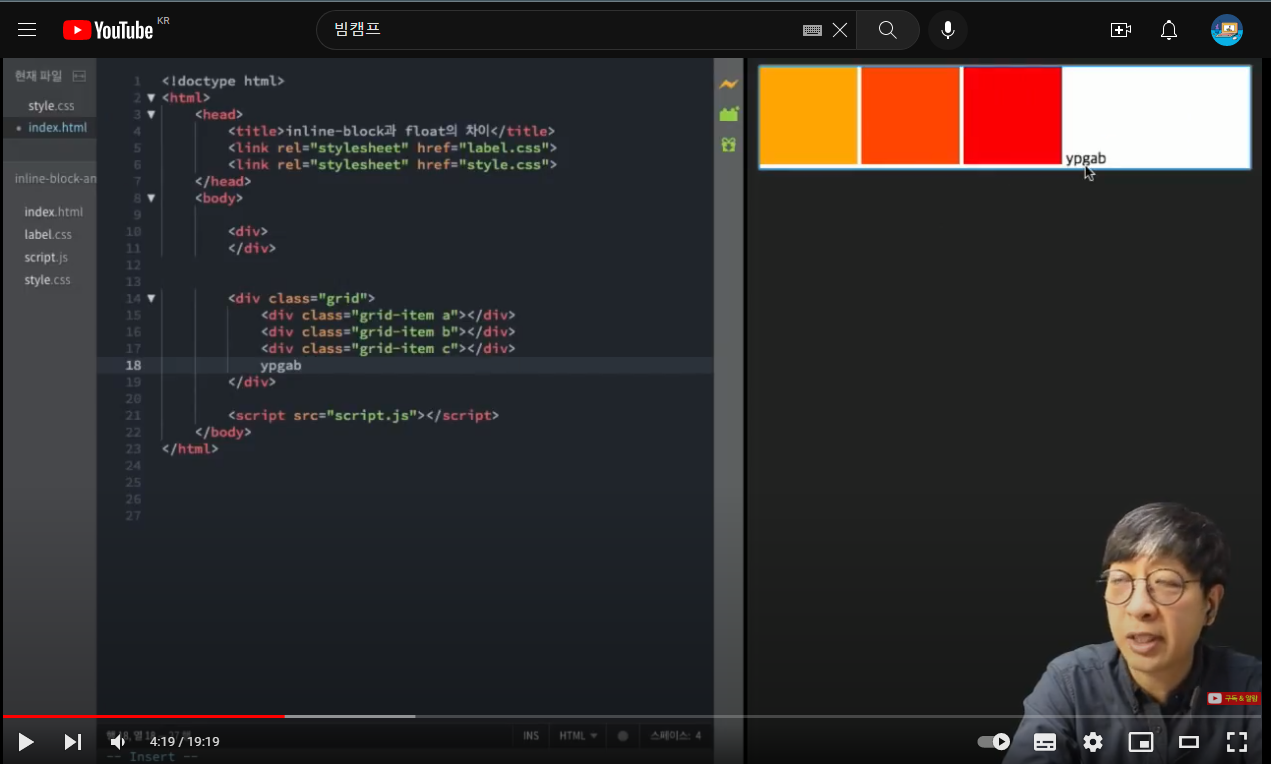 YouTube KR
빔캠프
현재 파일
style.css
index.html
inline-block-an
index.html
label.css
script.js
style.css
1 <!doctype html>
2 <html>
3 <head>
4 <title>inline-block과 float의 차이</title>
5 <link rel="stylesheet" href="label.css">
6 <link rel="stylesheet" href="style.css">
7 </head>
8 <body>
9
10 <div>
11 </div>
12
13
14 <div class="grid">
15 <div class="grid-item a"></div>
16 <div class="grid-item b"></div>
17 <div class="grid-item c"></div>
18 ypgab
19 </div>
20
21 <script src="script.js"></script>
22 </body>
23 </html>
24
25
26
27
ypgab
구독 & 알람
INS HTML 스페이스: 4
4:19 / 19:19
-- Insert --